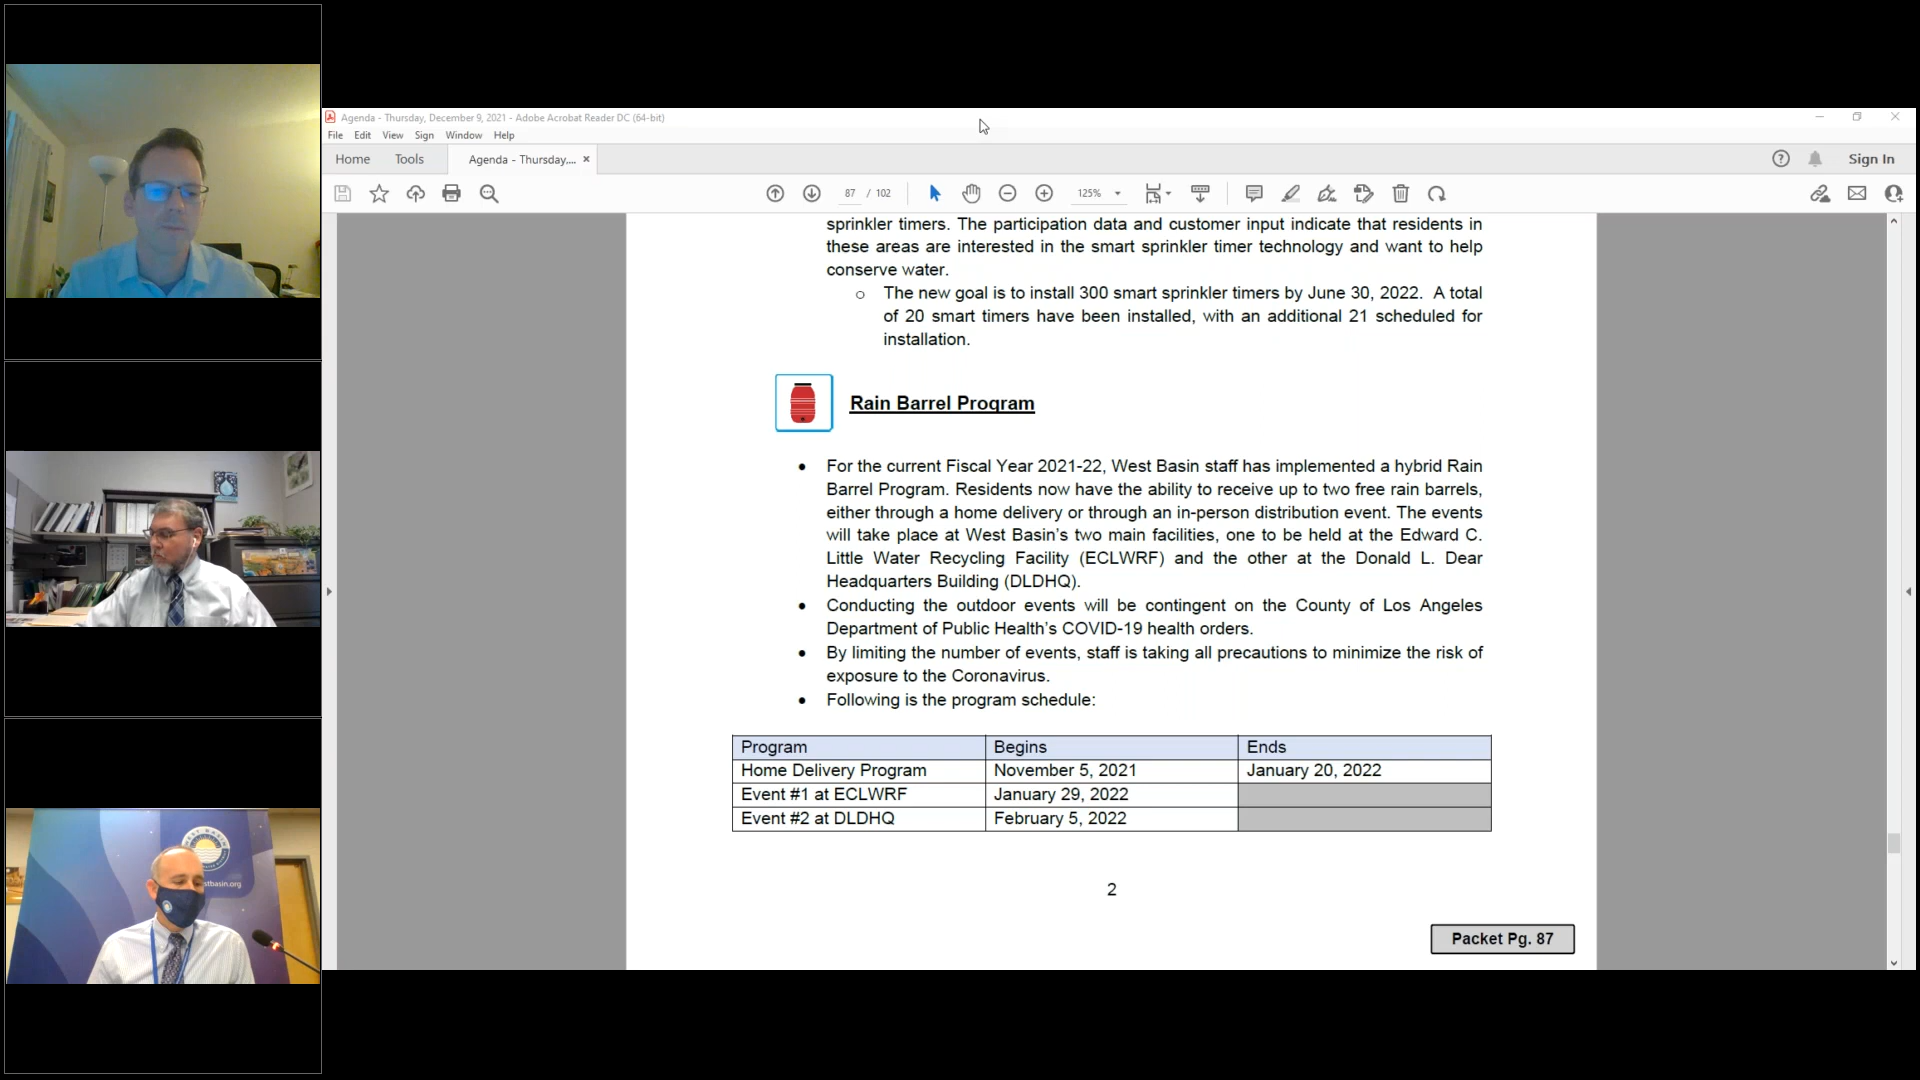 Agenda - Thursday, December 9, 2021 - Adobe Acrobat Reader DC (64-bit)
File Edit View Sign Window Help
Home Tools Agenda - Thursday,... × Sign In
87 / 102 125%
sprinkler timers. The participation data and customer input indicate that residents in
these areas are interested in the smart sprinkler timer technology and want to help
conserve water.
o The new goal is to install 300 smart sprinkler timers by June 30, 2022. A total
of 20 smart timers have been installed, with an additional 21 scheduled for
installation.
Rain Barrel Program
• For the current Fiscal Year 2021-22, West Basin staff has implemented a hybrid Rain
Barrel Program. Residents now have the ability to receive up to two free rain barrels,
either through a home delivery or through an in-person distribution event. The events
will take place at West Basin's two main facilities, one to be held at the Edward C.
Little Water Recycling Facility (ECLWRF) and the other at the Donald L. Dear
Headquarters Building (DLDHQ).
• Conducting the outdoor events will be contingent on the County of Los Angeles
Department of Public Health's COVID-19 health orders.
• By limiting the number of events, staff is taking all precautions to minimize the risk of
exposure to the Coronavirus.
• Following is the program schedule:
Program Begins Ends
Home Delivery Program November 5, 2021 January 20, 2022
Event #1 at ECLWRF January 29, 2022
Event #2 at DLDHQ February 5, 2022
2
Packet Pg. 87
stbasin.org